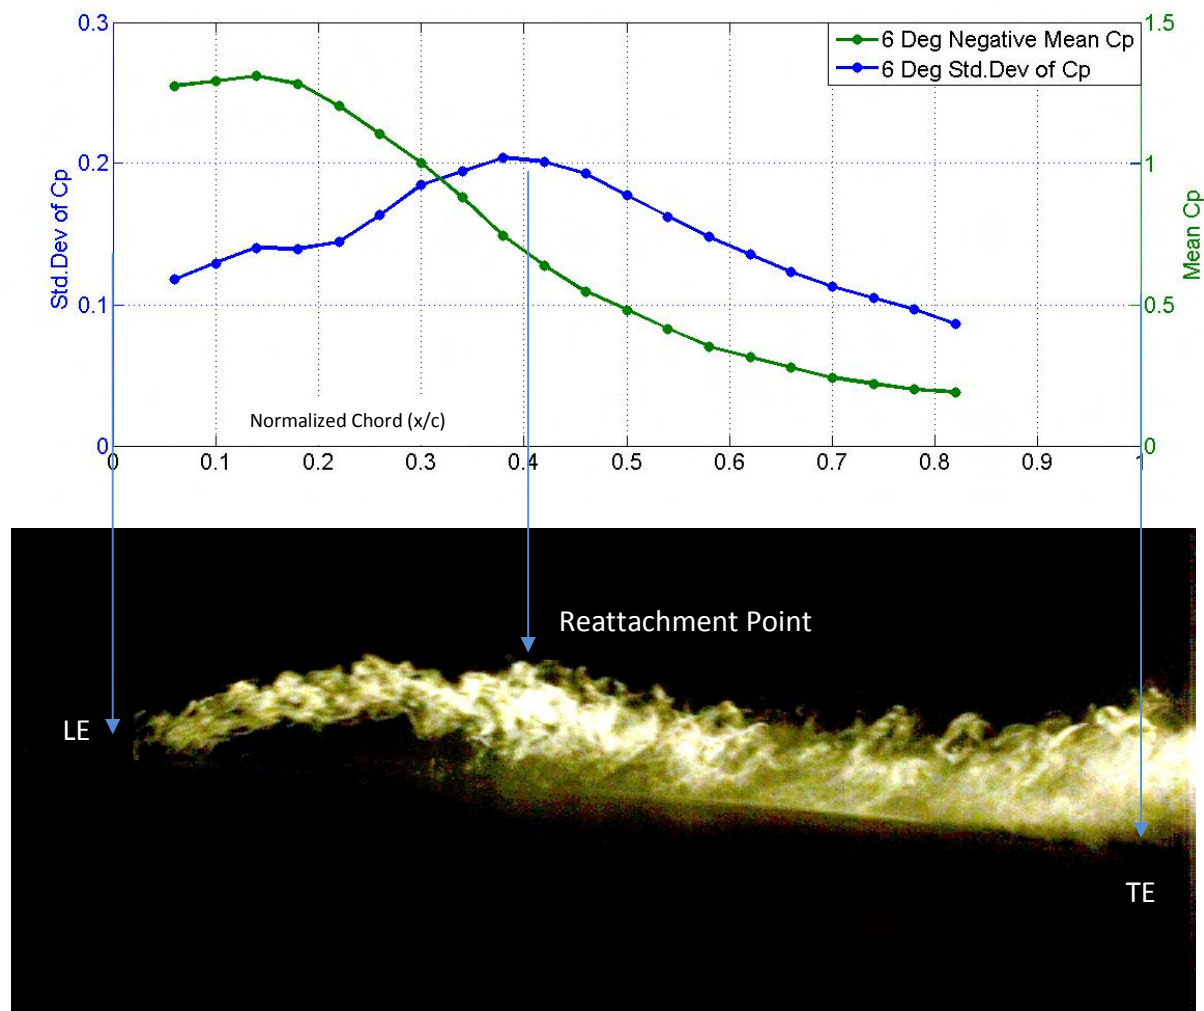 0.3
1.5
6 Deg Negative Mean Cp
6 Deg Std.Dev of Cp
0.2
1
Std.Dev of Cp
Mean Cp
0.1
0.5
Normalized Chord (x/c)
0
0
0 0.1 0.2 0.3 0.4 0.5 0.6 0.7 0.8 0.9 1
Reattachment Point
LE
TE